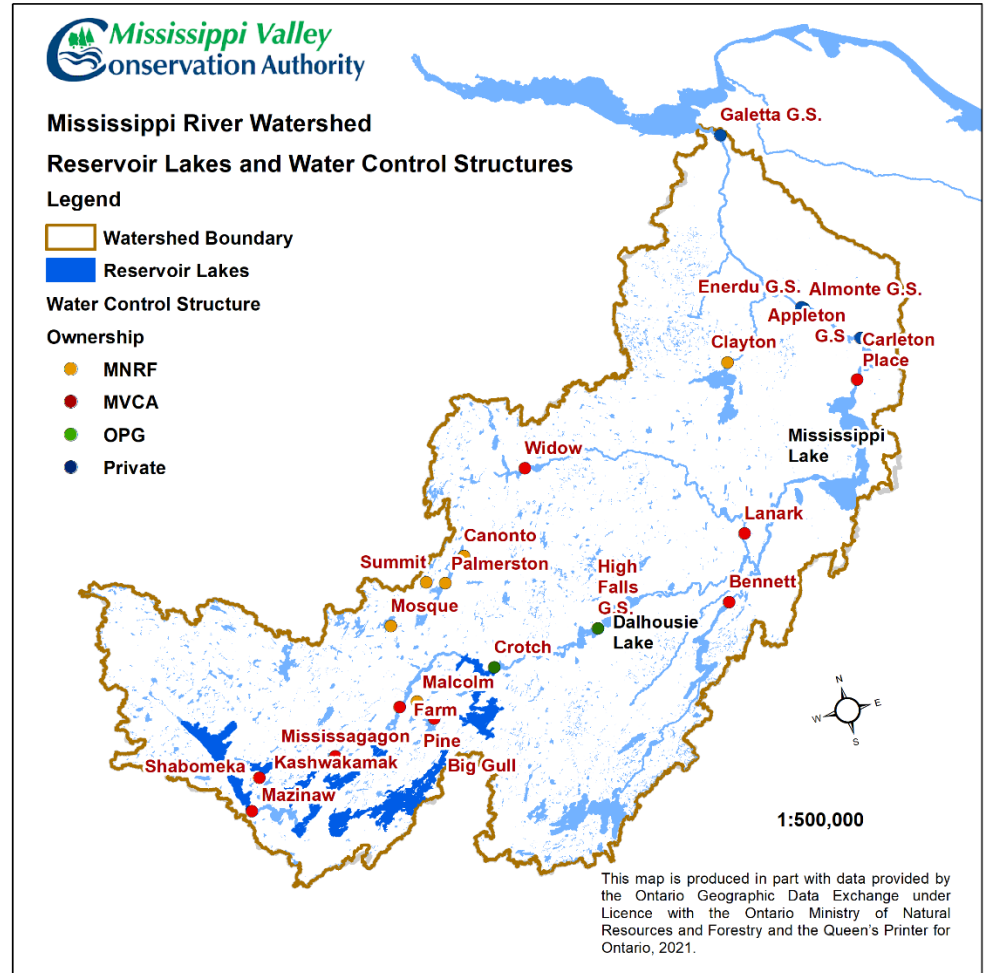 Mississippi Valley
Conservation Authority
Mississippi River Watershed
Reservoir Lakes and Water Control Structures
Legend
Watershed Boundary
Reservoir Lakes
Water Control Structure
Ownership
MNRF
MVCA
OPG
Private
Galetta G.S.
Enerdu G.S.
Almonte G.S.
Appleton
G.S
Carleton
Place
Clayton
Mississippi
Lake
Widow
Lanark
Canonto
Summit
Palmerston
High
Falls
G.S.
Bennett
Mosque
Dalhousie
Lake
Crotch
Malcolm
Farm
Mississagagon
Pine
Shabomeka
Kashwakamak
Big Gull
Mazinaw
N
E
S
W
1:500,000
This map is produced in part with data provided by
the Ontario Geographic Data Exchange under
Licence with the Ontario Ministry of Natural
Resources and Forestry and the Queen's Printer for
Ontario, 2021.